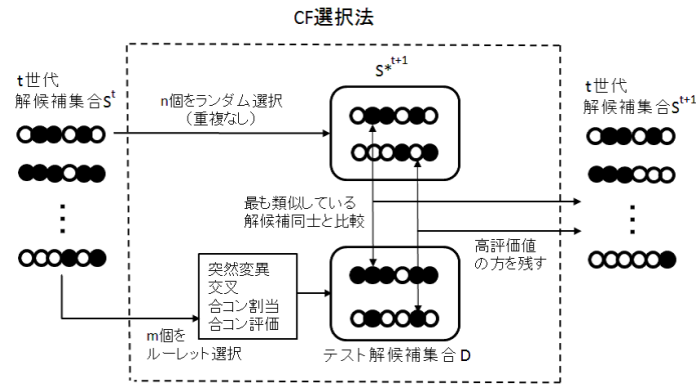 CF選択法
t世代
解候補集合S^t
n個をランダム選択
(重複なし)
S*^t+1
t世代
解候補集合S^t+1
最も類似している
解候補同士と比較
高評価値
の方を残す
突然変異
交叉
合コン割当
合コン評価
m個を
ルーレット選択
テスト解候補集合D